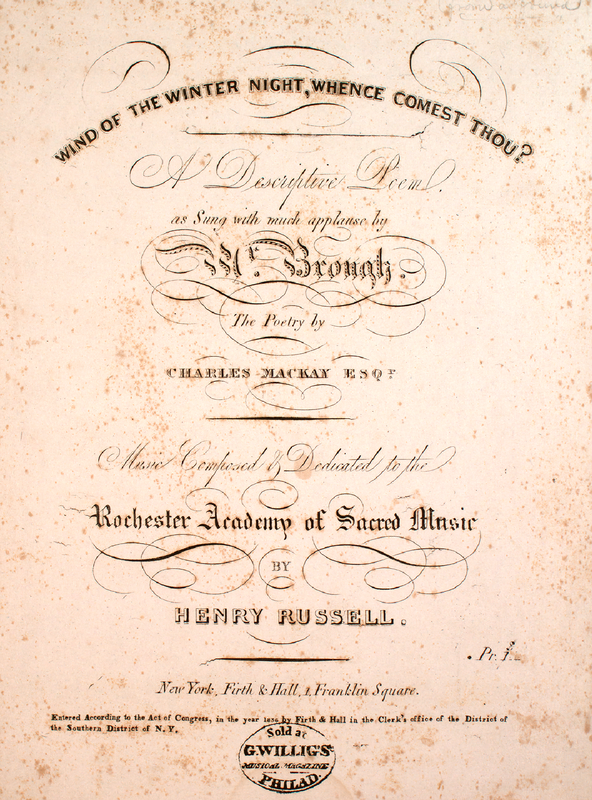 WIND OF THE WINTER NIGHT, WHENCE COMEST THOU?
A Descriptive Poem.
as Sung with much applause by
Mr. Brough.
The Poetry by
CHARLES MACKAY ESQr
Music Composed & Dedicated to the
Rochester Academy of Sacred Music
BY
HENRY RUSSELL.
Pr. 1
New York, Firth & Hall, 1, Franklin Square.
Entered According to the Act of Congress, in the year by Firth & Hall in the Clerk's office of the District of
the Southern District of N. Y.
Sold at
G. WILLIG'S
MUSICAL MAGAZINE
PHILAD.